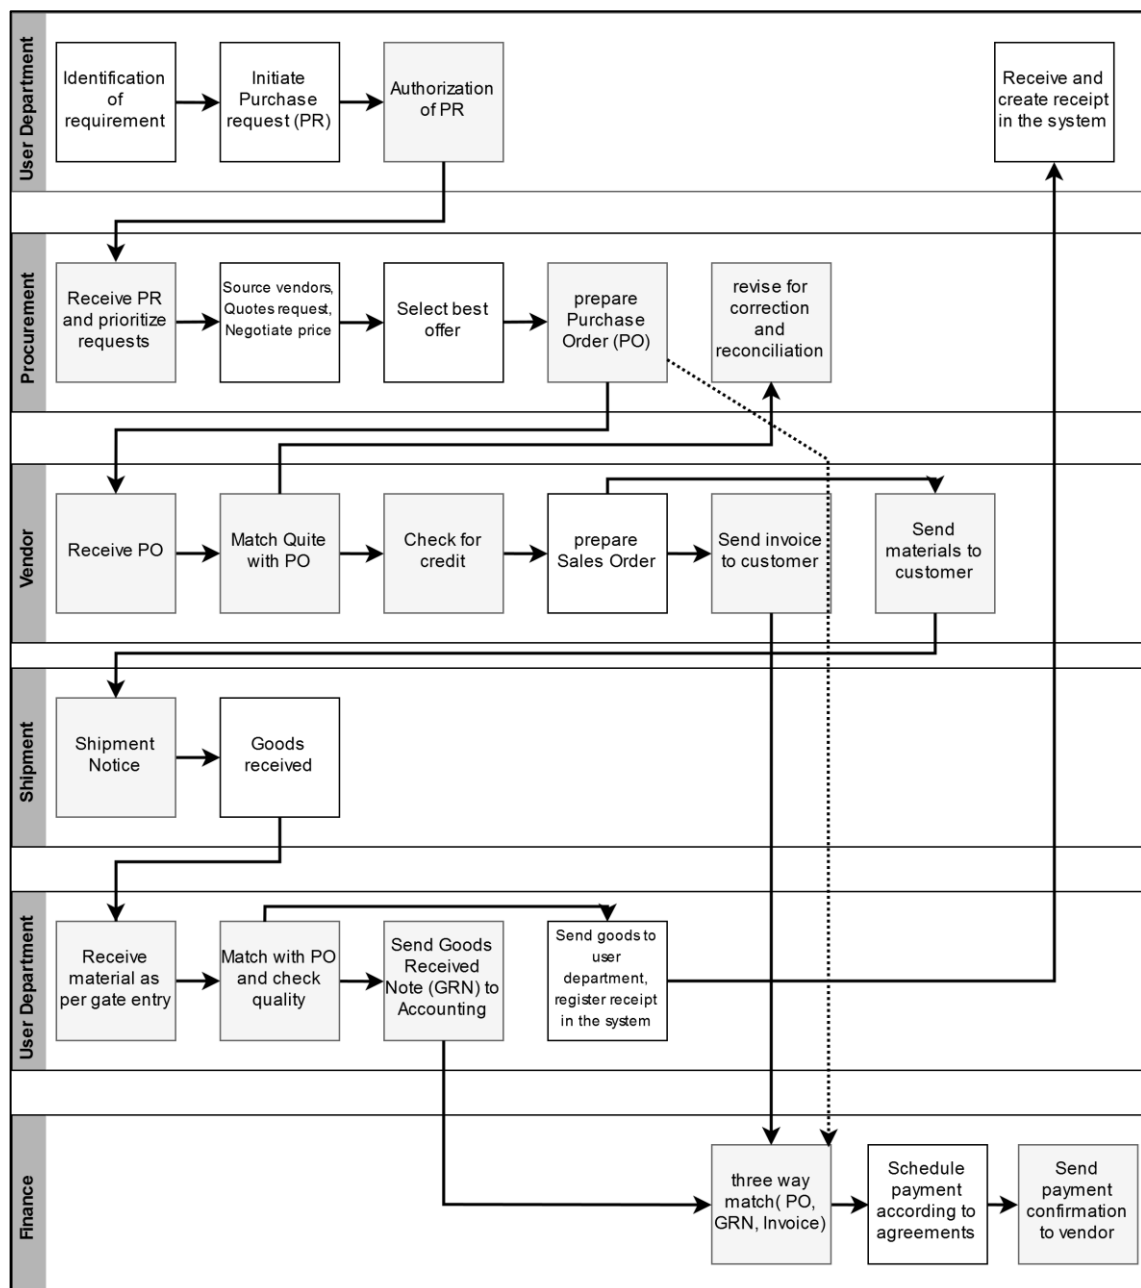 User Department
Identification
of
requirement
Initiate
Purchase
request (PR)
Authorization
of PR
Receive and
create receipt
in the system
Procurement
Receive PR
and prioritize
requests
Source vendors,
Quotes request,
Negotiate price
Select best
offer
prepare
Purchase
Order (PO)
revise for
correction
and
reconciliation
Vendor
Receive PO
Match Quite
with PO
Check for
credit
prepare
Sales Order
Send invoice
to customer
Send
materials to
customer
Shipment
Shipment
Notice
Goods
received
User Department
Receive
material as
per gate entry
Match with PO
and check
quality
Send Goods
Received
Note (GRN) to
Accounting
Send goods to
user
department,
register receipt
in the system
Finance
three way
match( PO,
GRN, Invoice)
Schedule
payment
according to
agreements
Send
payment
confirmation
to vendor